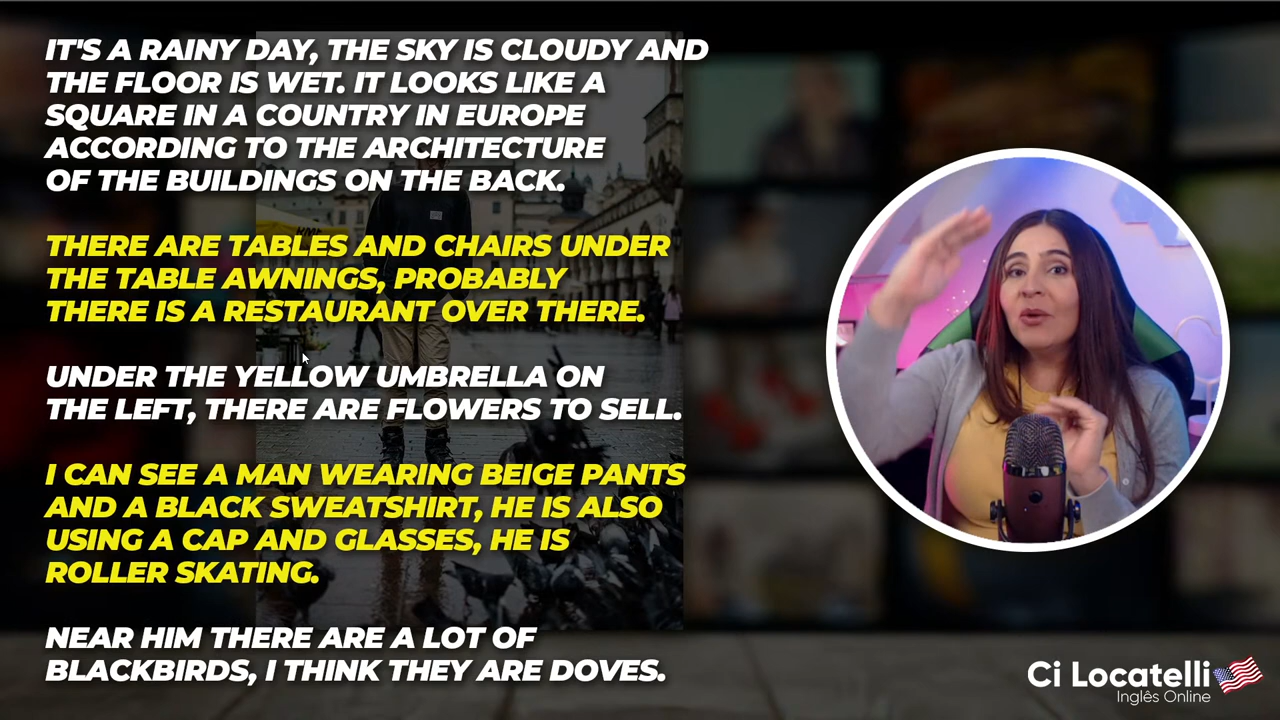 IT'S A RAINY DAY, THE SKY IS CLOUDY AND
THE FLOOR IS WET. IT LOOKS LIKE A
SQUARE IN A COUNTRY IN EUROPE
ACCORDING TO THE ARCHITECTURE
OF THE BUILDINGS ON THE BACK.
THERE ARE TABLES AND CHAIRS UNDER
THE TABLE AWNINGS, PROBABLY
THERE IS A RESTAURANT OVER THERE.
UNDER THE YELLOW UMBRELLA ON
THE LEFT, THERE ARE FLOWERS TO SELL.
I CAN SEE A MAN WEARING BEIGE PANTS
AND A BLACK SWEATSHIRT, HE IS ALSO
USING A CAP AND GLASSES, HE IS
ROLLER SKATING.
NEAR HIM THERE ARE A LOT OF
BLACKBIRDS, I THINK THEY ARE DOVES.
Ci Locatelli
Inglês Online